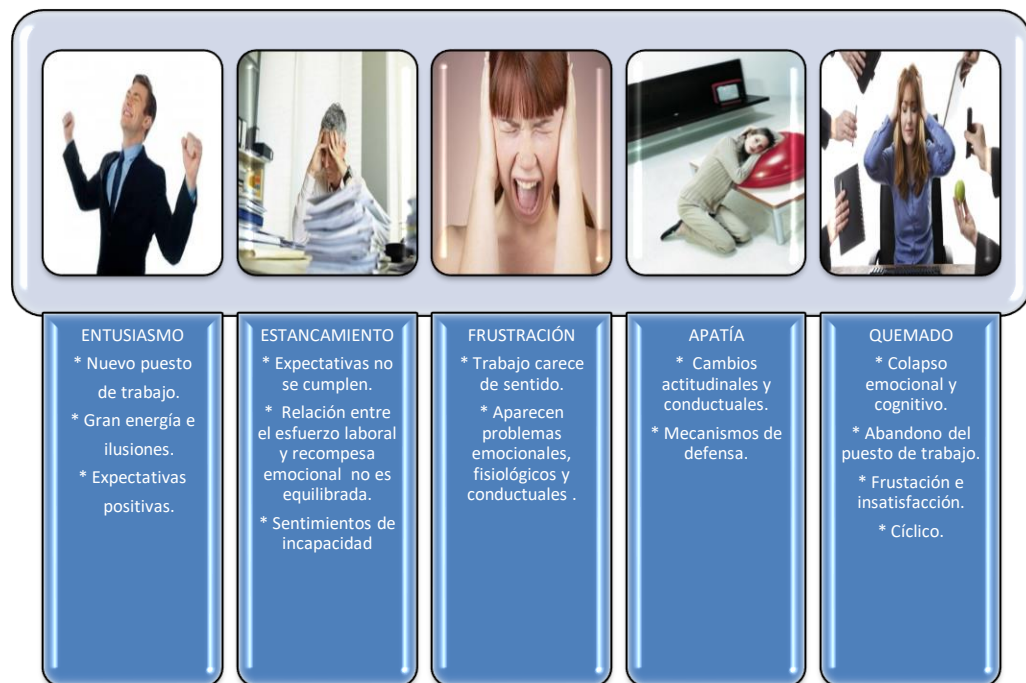 ENTUSIASMO
* Nuevo puesto
de trabajo.
* Gran energía e
ilusiones.
* Expectativas
positivas.
ESTANCAMIENTO
* Expectativas no
se cumplen.
* Relación entre
el esfuerzo laboral
y recompesa
emocional no es
equilibrada.
* Sentimientos de
incapacidad
FRUSTRACIÓN
* Trabajo carece
de sentido.
* Aparecen
problemas
emocionales,
fisiológicos y
conductuales .
APATÍA
* Cambios
actitudinales y
conductuales.
* Mecanismos de
defensa.
QUEMADO
* Colapso
emocional y
cognitivo.
* Abandono del
puesto de trabajo.
* Frustación e
insatisfacción.
* Cíclico.